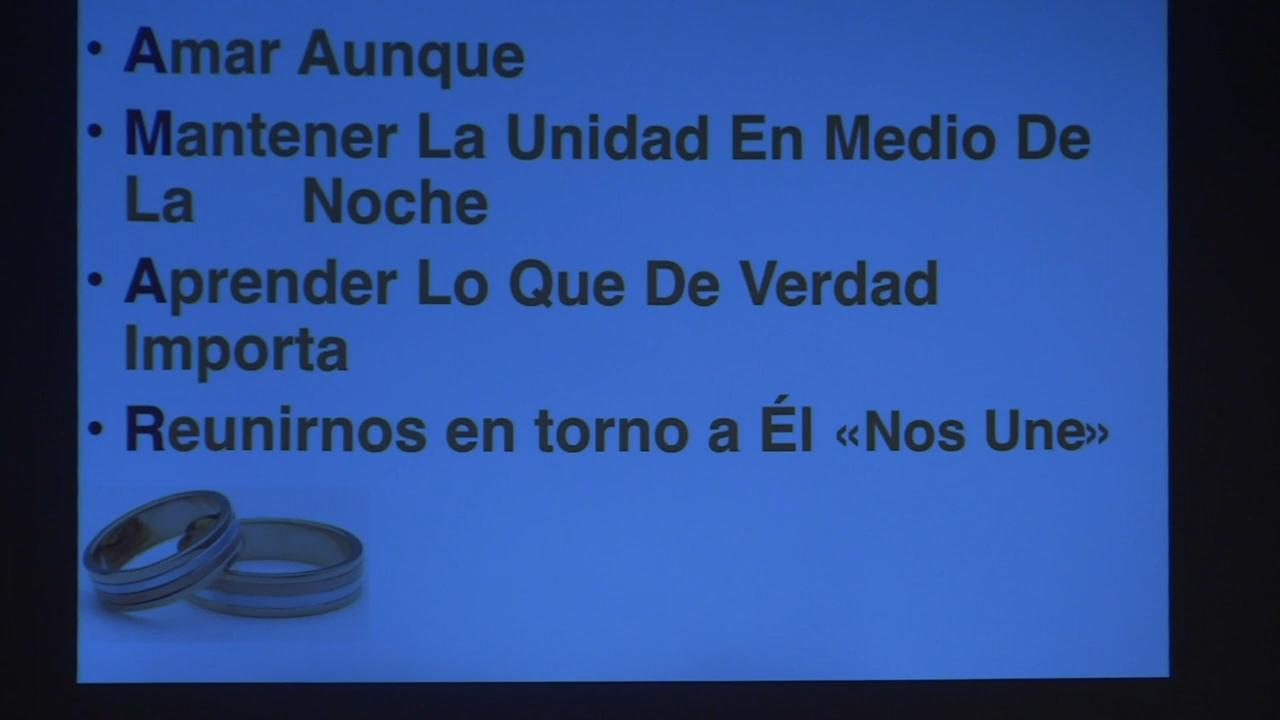 • Amar Aunque
• Mantener La Unidad En Medio De
La Noche
• Aprender Lo Que De Verdad
Importa
• Reunirnos en torno a Él «Nos Une»